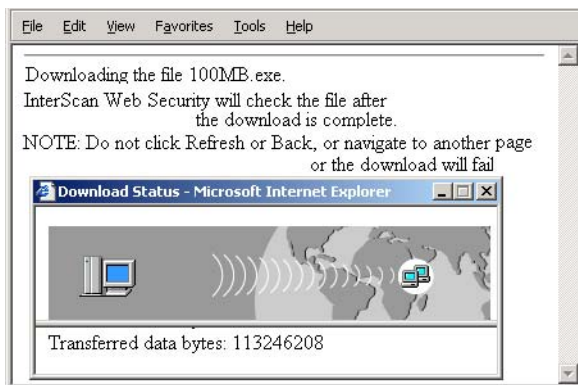 File Edit View Favorites Tools Help
Downloading the file 100MB.exe.
InterScan Web Security will check the file after
the download is complete.
NOTE: Do not click Refresh or Back, or navigate to another page
or the download will fail
Download Status - Microsoft Internet Explorer
Transferred data bytes: 113246208